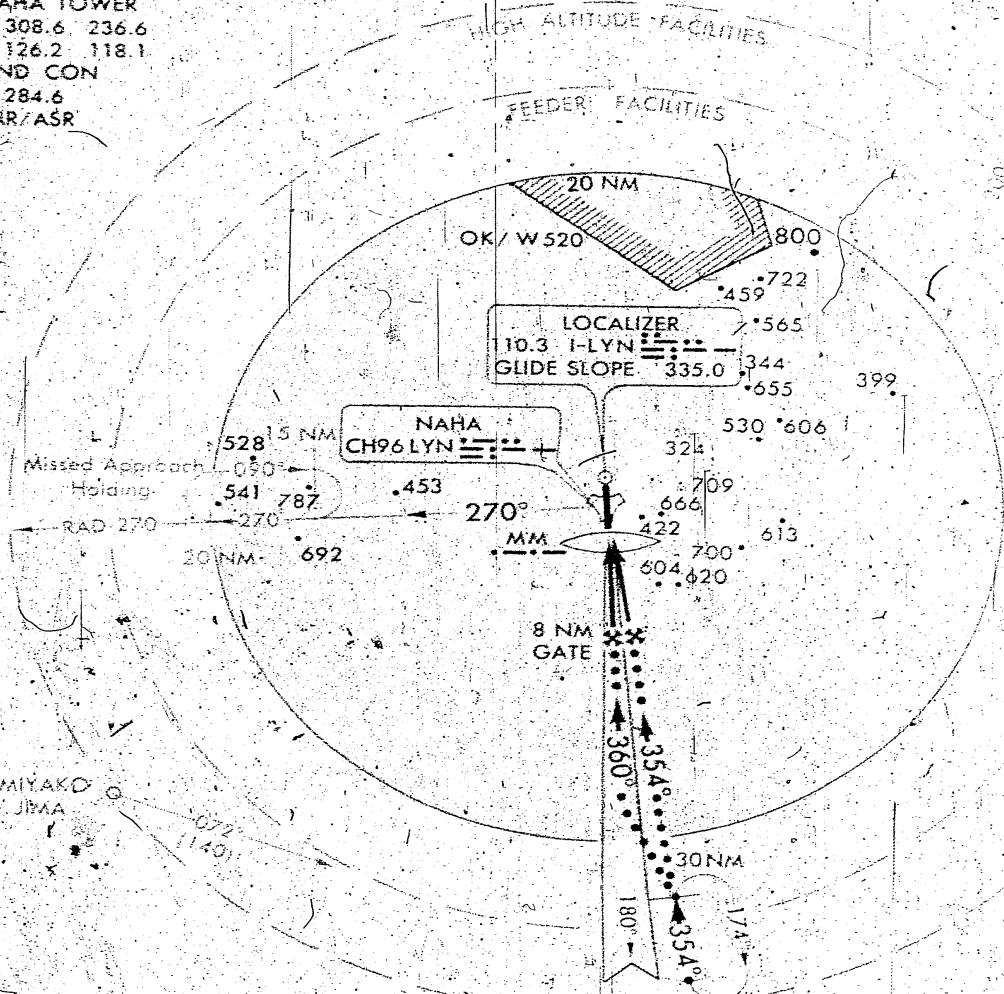 AHA TOWER
308.6 236.6
126.2 118.1
ND CON
284.6
AR/ASR
HIGH ALTITUDE FACILITIES
FEEDER FACILITIES
20 NM
OK/W 520
800
722
459
565
LOCALIZER
110.3 I-LYN
GLIDE SLOPE 335.0
344
655
399
NAHA
CH96 LYN
530
606
324
528
15 NM
Missed Approach
Holding
090°
541
787
453
709
666
RAD 270
270
270°
422
613
MM
700
20 NM
692
604
620
8 NM
GATE
360°
354°
MIYAKO
JIMA
072°
(140)
30 NM
180°
174°
354°